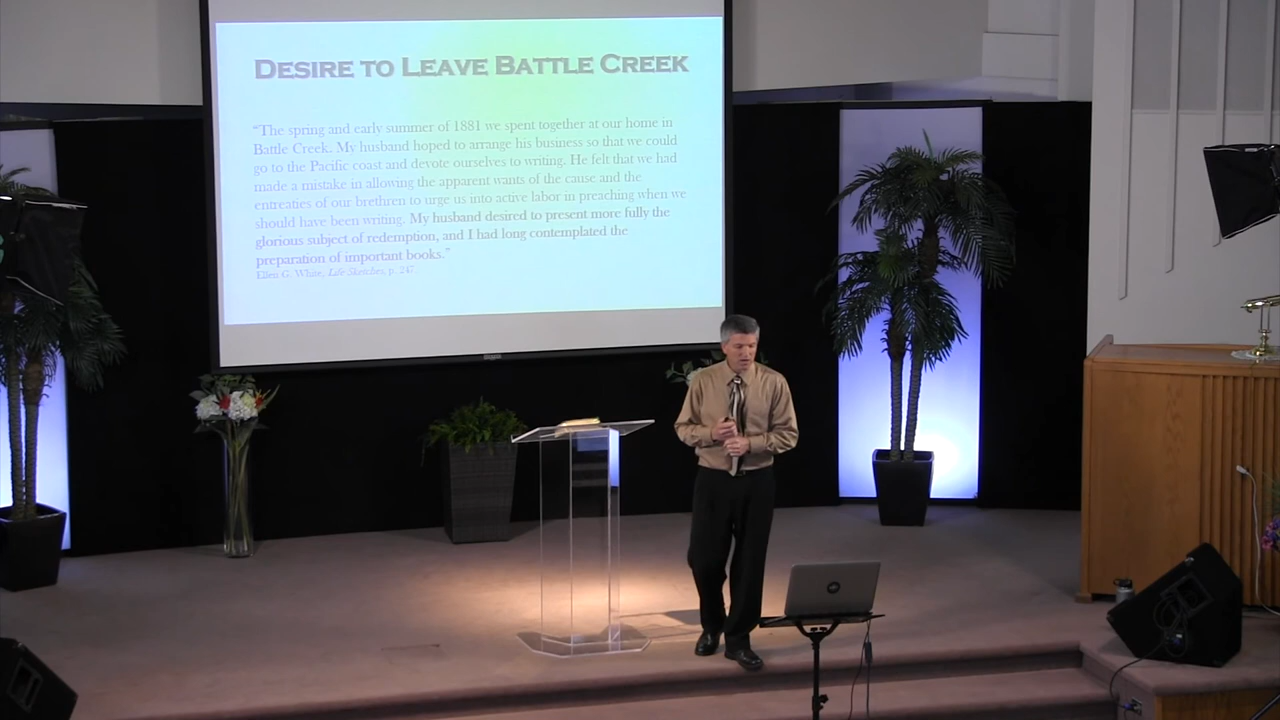 DESIRE TO LEAVE BATTLE CREEK
“The spring and early summer of 1881 we spent together at our home in
Battle Creek. My husband hoped to arrange his business so that we could
go to the Pacific coast and devote ourselves to writing. He felt that we had
made a mistake in allowing the apparent wants of the cause and the
entreaties of our brethren to urge us into active labor in preaching when we
should have been writing. My husband desired to present more fully the
glorious subject of redemption, and I had long contemplated the
preparation of important books.”
Ellen G. White, Life Sketches, p. 247